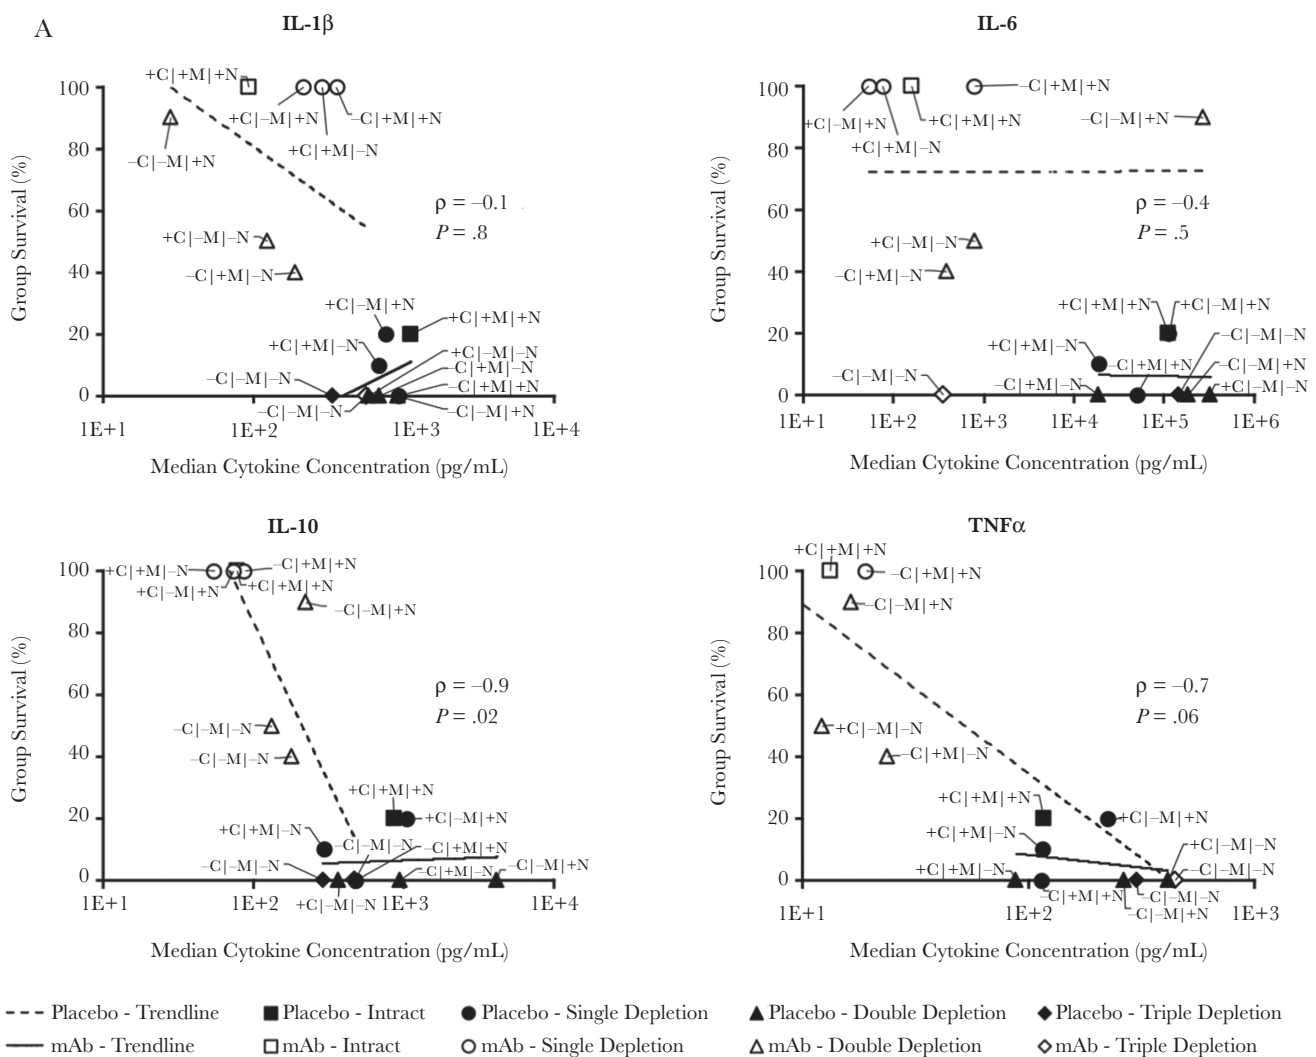 A
IL-1β
100
80
60
40
20
0
Group Survival (%)
+C|+M|+N
+C|–M|+N
–C|+M|+N
+C|+M|–N
–C|–M|+N
ρ = –0.1
P = .8
+C|–M|–N
–C|+M|–N
+C|–M|+N
+C|+M|+N
+C|+M|–N
+C|–M|–N
–C|+M|–N
–C|–M|–N
–C|+M|+N
–C|–M|–N
–C|–M|+N
1E+1
1E+2
1E+3
1E+4
Median Cytokine Concentration (pg/mL)
IL-6
100
80
60
40
20
0
Group Survival (%)
–C|+M|+N
+C|–M|+N
+C|+M|+N
–C|–M|+N
+C|+M|–N
ρ = –0.4
P = .5
+C|–M|–N
–C|+M|–N
+C|+M|+N
+C|–M|+N
–C|–M|–N
+C|+M|–N
–C|+M|+N
–C|–M|+N
–C|–M|–N
–C|+M|–N
+C|–M|–N
1E+1
1E+2
1E+3
1E+4
1E+5
1E+6
Median Cytokine Concentration (pg/mL)
IL-10
100
80
60
40
20
0
Group Survival (%)
+C|+M|–N
–C|+M|+N
+C|–M|+N
+C|+M|+N
–C|–M|+N
ρ = –0.9
P = .02
–C|–M|–N
–C|–M|–N
+C|+M|+N
+C|–M|+N
+C|+M|–N
–C|–M|–N
–C|+M|+N
–C|–M|–N
–C|+M|–N
–C|–M|+N
+C|–M|–N
1E+1
1E+2
1E+3
1E+4
Median Cytokine Concentration (pg/mL)
TNFα
100
80
60
40
20
0
Group Survival (%)
+C|+M|+N
–C|+M|+N
–C|–M|+N
ρ = –0.7
P = .06
+C|–M|–N
–C|+M|–N
+C|+M|+N
+C|–M|+N
+C|+M|–N
+C|–M|–N
+C|+M|–N
–C|–M|–N
–C|+M|+N
–C|–M|–N
–C|–M|+N
1E+1
1E+2
1E+3
Median Cytokine Concentration (pg/mL)
Placebo - Trendline
Placebo - Intract
Placebo - Single Depletion
Placebo - Double Depletion
Placebo - Triple Depletion
mAb - Trendline
mAb - Intract
mAb - Single Depletion
mAb - Double Depletion
mAb - Triple Depletion